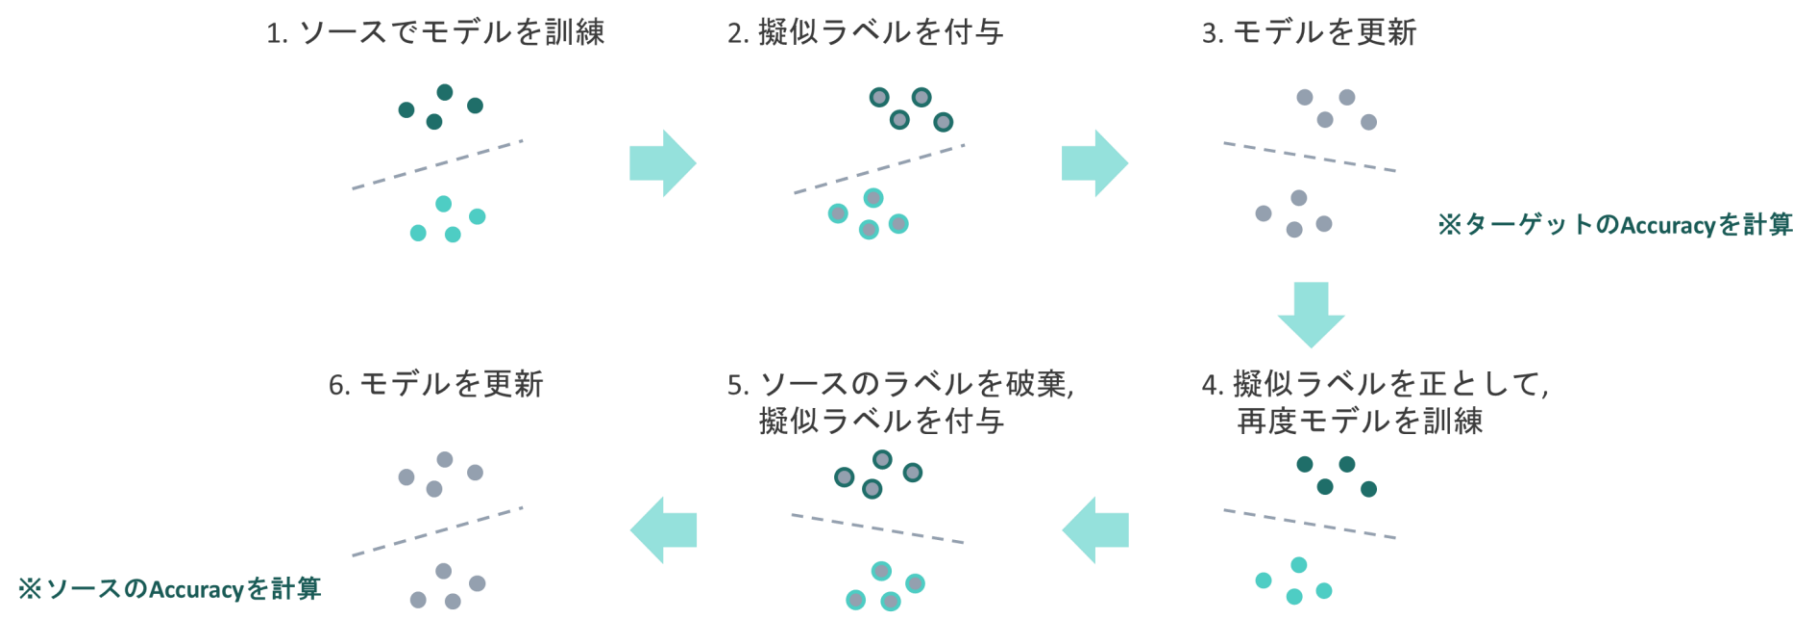 1. ソースでモデルを訓練
2. 擬似ラベルを付与
3. モデルを更新
※ターゲットのAccuracyを計算
4. 擬似ラベルを正として,
再度モデルを訓練
5. ソースのラベルを破棄,
擬似ラベルを付与
6. モデルを更新
※ソースのAccuracyを計算